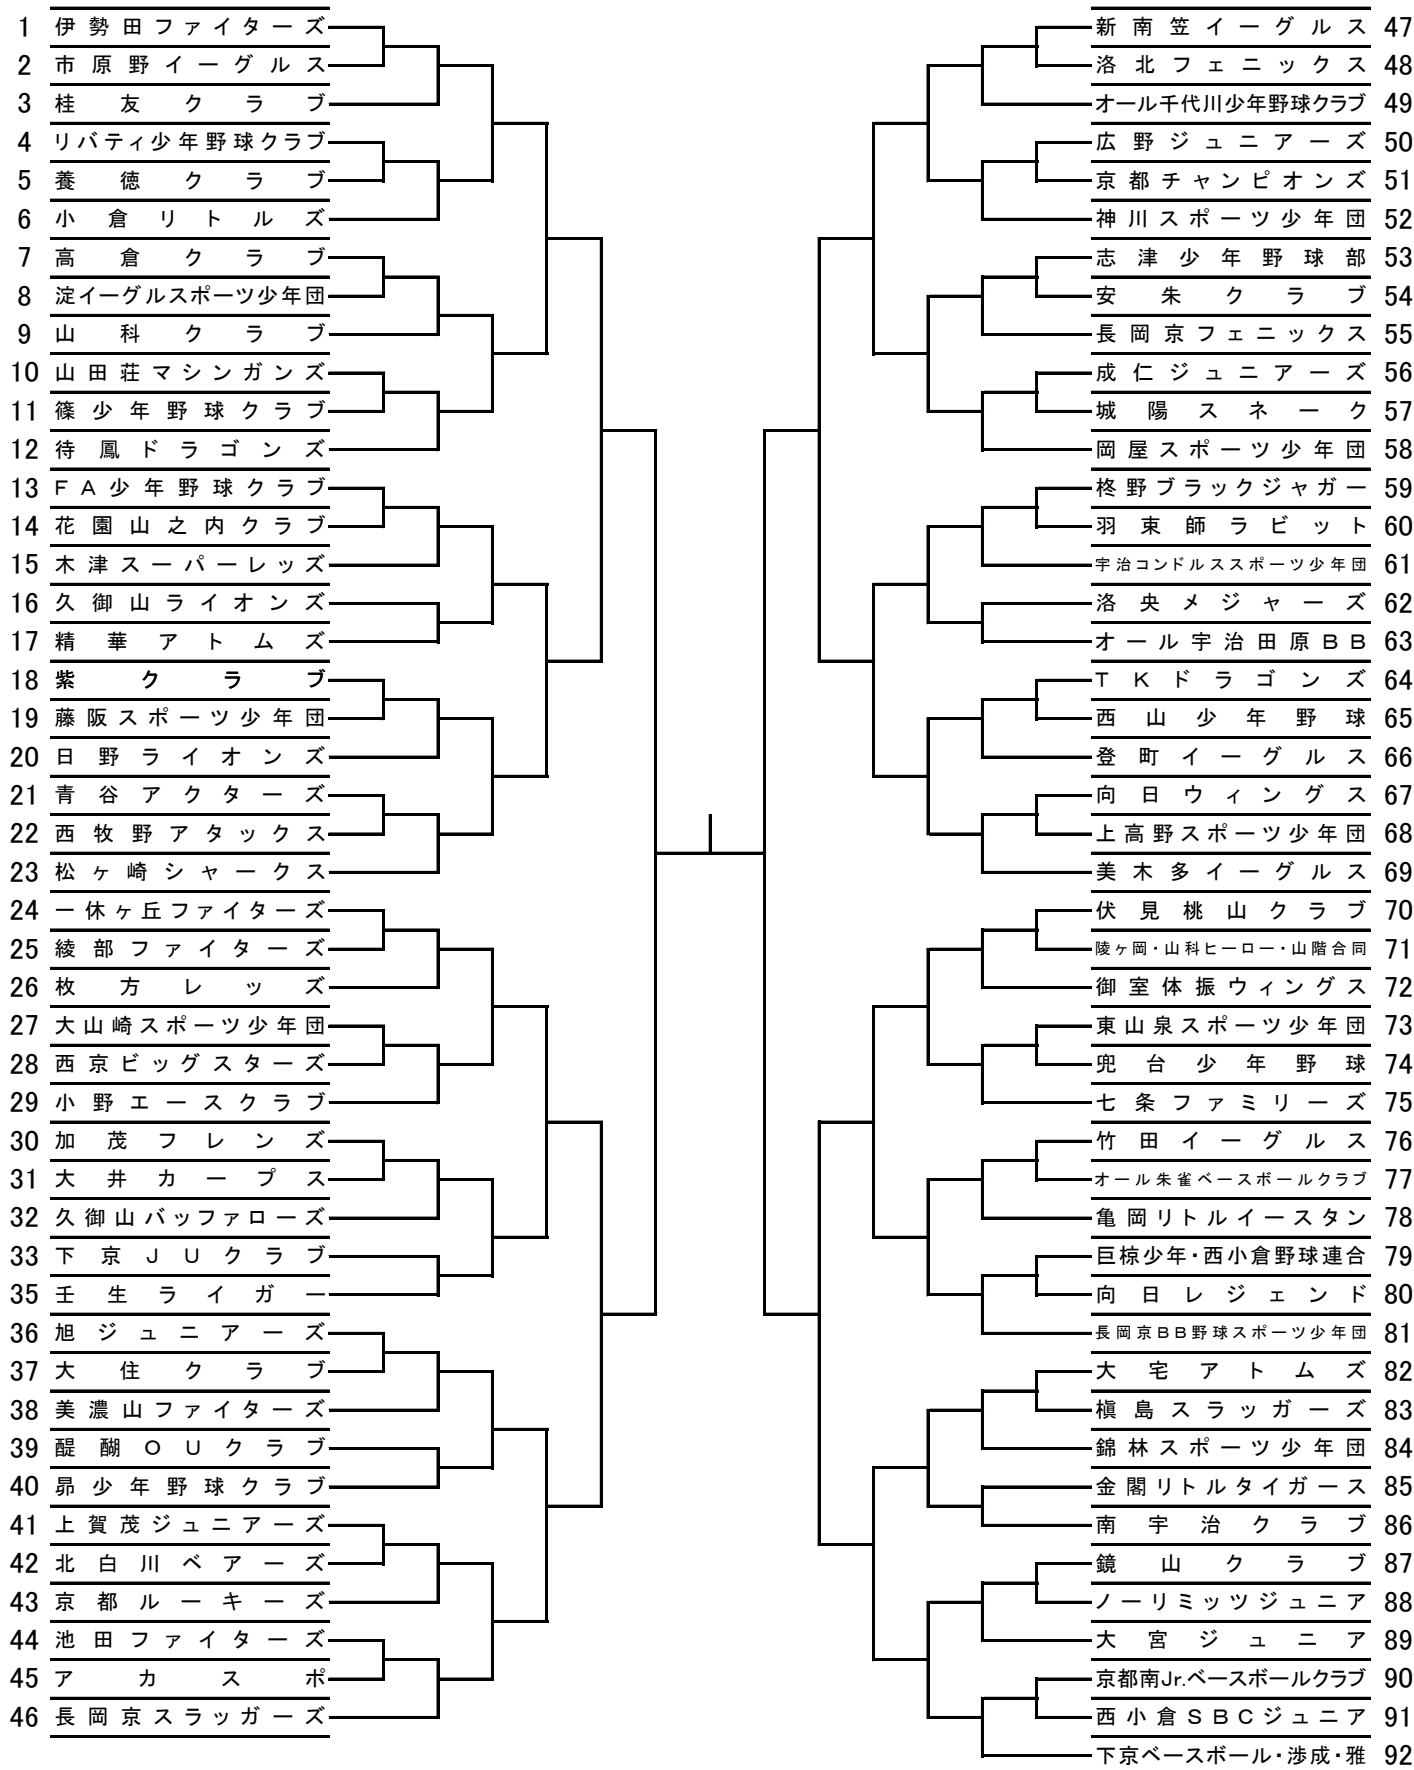 1 伊勢田ファイターズ
2 市原野イーグルス
3 桂友クラブ
4 リバティ少年野球クラブ
5 養徳クラブ
6 小倉リトルズ
7 高倉クラブ
8 淀イーグルスポーツ少年団
9 山科クラブ
10 山田荘マシンガンズ
11 篠少年野球クラブ
12 待鳳ドラゴンズ
13 FA少年野球クラブ
14 花園山之内クラブ
15 木津スーパーレッズ
16 久御山ライオンズ
17 精華アトムズ
18 紫クラブ
19 藤阪スポーツ少年団
20 日野ライオンズ
21 青谷アクターズ
22 西牧野アタックス
23 松ヶ崎シャークス
24 一休ヶ丘ファイターズ
25 綾部ファイターズ
26 枚方レッズ
27 大山崎スポーツ少年団
28 西京ビッグスターズ
29 小野エースクラブ
30 加茂フレンズ
31 大井カープス
32 久御山バッファローズ
33 下京JUクラブ
35 壬生ライガー
36 旭ジュニアーズ
37 大住クラブ
38 美濃山ファイターズ
39 醍醐OUクラブ
40 昴少年野球クラブ
41 上賀茂ジュニアーズ
42 北白川ベアーズ
43 京都ルーキーズ
44 池田ファイターズ
45 アカスポ
46 長岡京スラッガーズ
新南笠イーグルス 47
洛北フェニックス 48
オール千代川少年野球クラブ 49
広野ジュニアーズ 50
京都チャンピオンズ 51
神川スポーツ少年団 52
志津少年野球部 53
安朱クラブ 54
長岡京フェニックス 55
成仁ジュニアーズ 56
城陽スネーク 57
岡屋スポーツ少年団 58
柊野ブラックジャガー 59
羽束師ラビット 60
宇治コンドルススポーツ少年団 61
洛央メジャーズ 62
オール宇治田原BB 63
TKドラゴンズ 64
西山少年野球 65
登町イーグルス 66
向日ウィングス 67
上高野スポーツ少年団 68
美木多イーグルス 69
伏見桃山クラブ 70
陵ヶ岡・山科ヒーロー・山階合同 71
御室体振ウィングス 72
東山泉スポーツ少年団 73
兜台少年野球 74
七条ファミリーズ 75
竹田イーグルス 76
オール朱雀ベースボールクラブ 77
亀岡リトルイースタン 78
巨椋少年・西小倉野球連合 79
向日レジェンド 80
長岡京BB野球スポーツ少年団 81
大宅アトムズ 82
槇島スラッガーズ 83
錦林スポーツ少年団 84
金閣リトルタイガース 85
南宇治クラブ 86
鏡山クラブ 87
ノーリミッツジュニア 88
大宮ジュニア 89
京都南Jr.ベースボールクラブ 90
西小倉SBCジュニア 91
下京ベースボール・渉成・雅 92